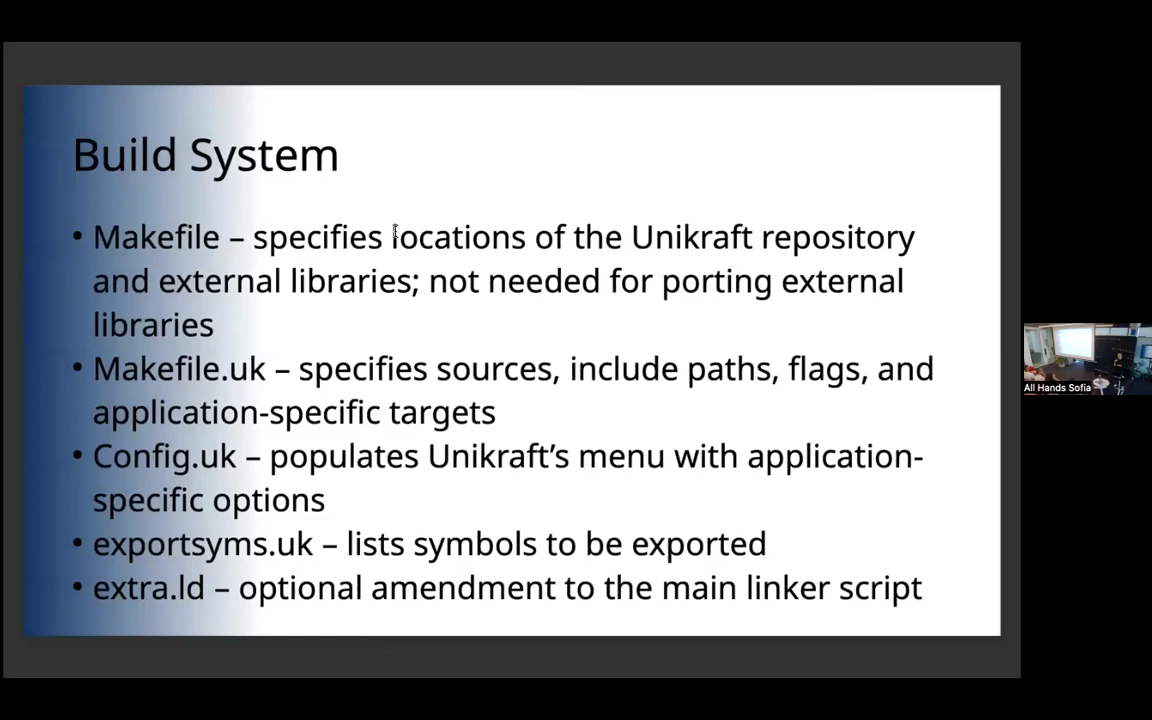 Build System
• Makefile – specifies locations of the Unikraft repository
and external libraries; not needed for porting external
libraries
• Makefile.uk – specifies sources, include paths, flags, and
application-specific targets
• Config.uk – populates Unikraft’s menu with application-
specific options
• exportsyms.uk – lists symbols to be exported
• extra.ld – optional amendment to the main linker script
All Hands Sofia